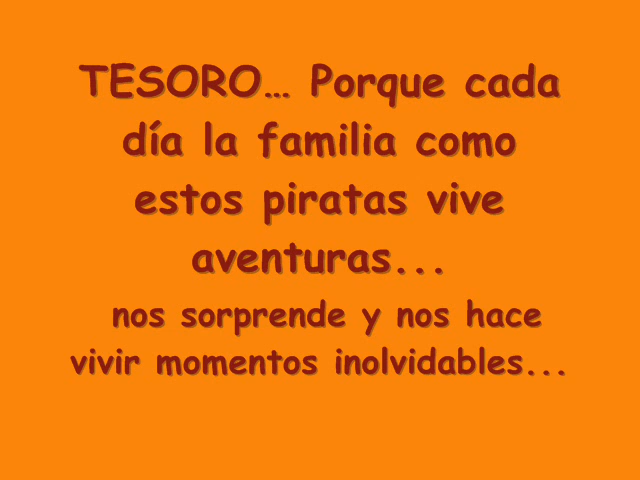 TESORO… Porque cada
día la familia como
estos piratas vive
aventuras...
nos sorprende y nos hace
vivir momentos inolvidables...